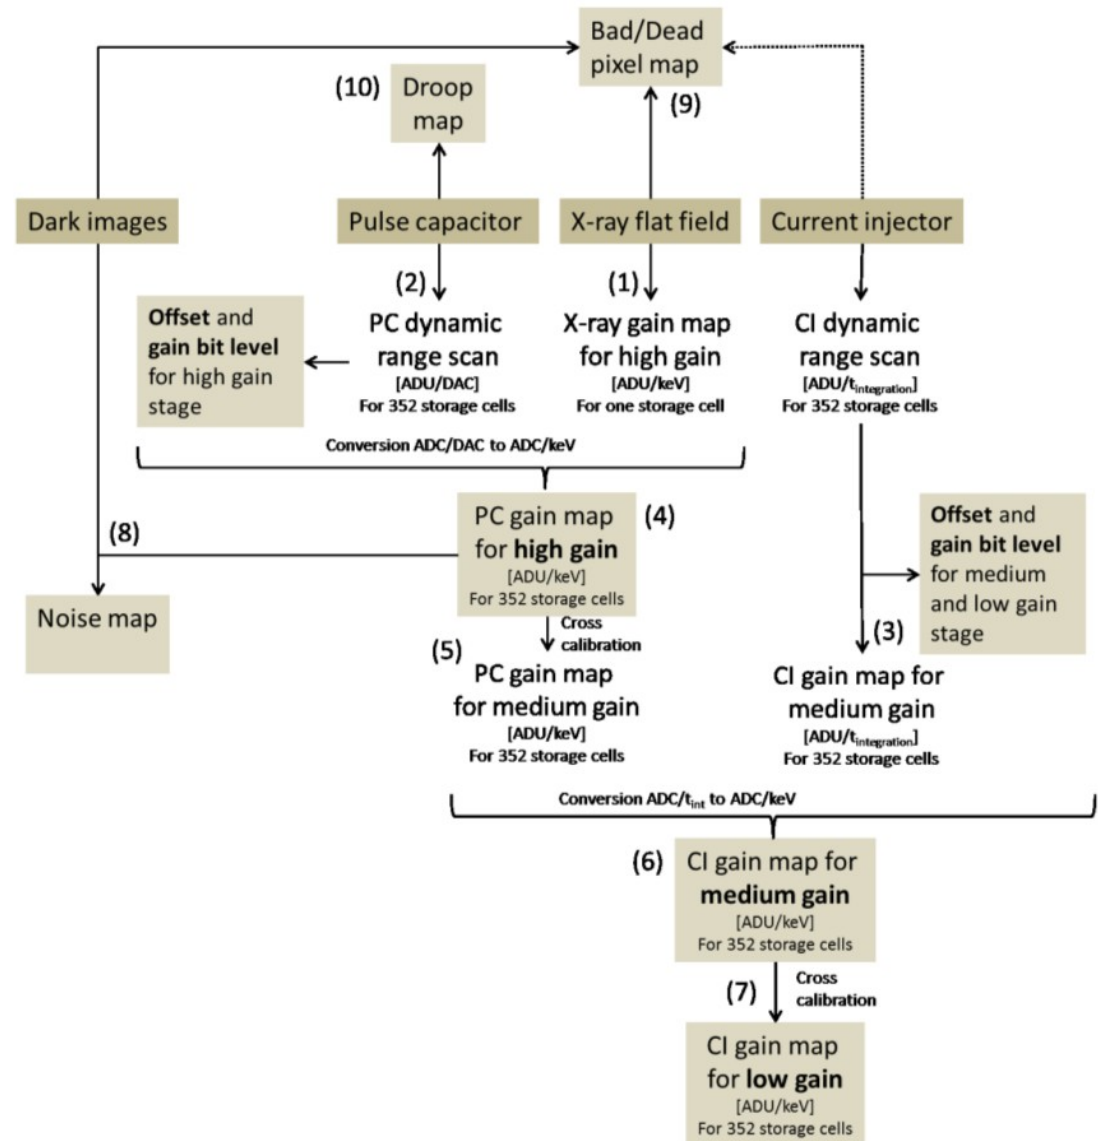 Bad/Dead
pixel map
(10)
Droop
map
(9)
Dark images
Pulse capacitor
X-ray flat field
Current injector
(2)
(1)
Offset and
gain bit level
for high gain
stage
PC dynamic
range scan
[ADU/DAC]
For 352 storage cells
X-ray gain map
for high gain
[ADU/keV]
For one storage cell
CI dynamic
range scan
[ADU/tintegration]
For 352 storage cells
Conversion ADC/DAC to ADC/keV
PC gain map
for high gain
[ADU/keV]
For 352 storage cells
(4)
Offset and
gain bit level
for medium
and low gain
stage
(8)
Noise map
Cross
calibration
(3)
(5)
PC gain map
for medium gain
[ADU/keV]
For 352 storage cells
CI gain map for
medium gain
[ADU/tintegration]
For 352 storage cells
Conversion ADC/tint to ADC/keV
(6)
CI gain map for
medium gain
[ADU/keV]
For 352 storage cells
(7)
Cross
calibration
CI gain map
for low gain
[ADU/keV]
For 352 storage cells